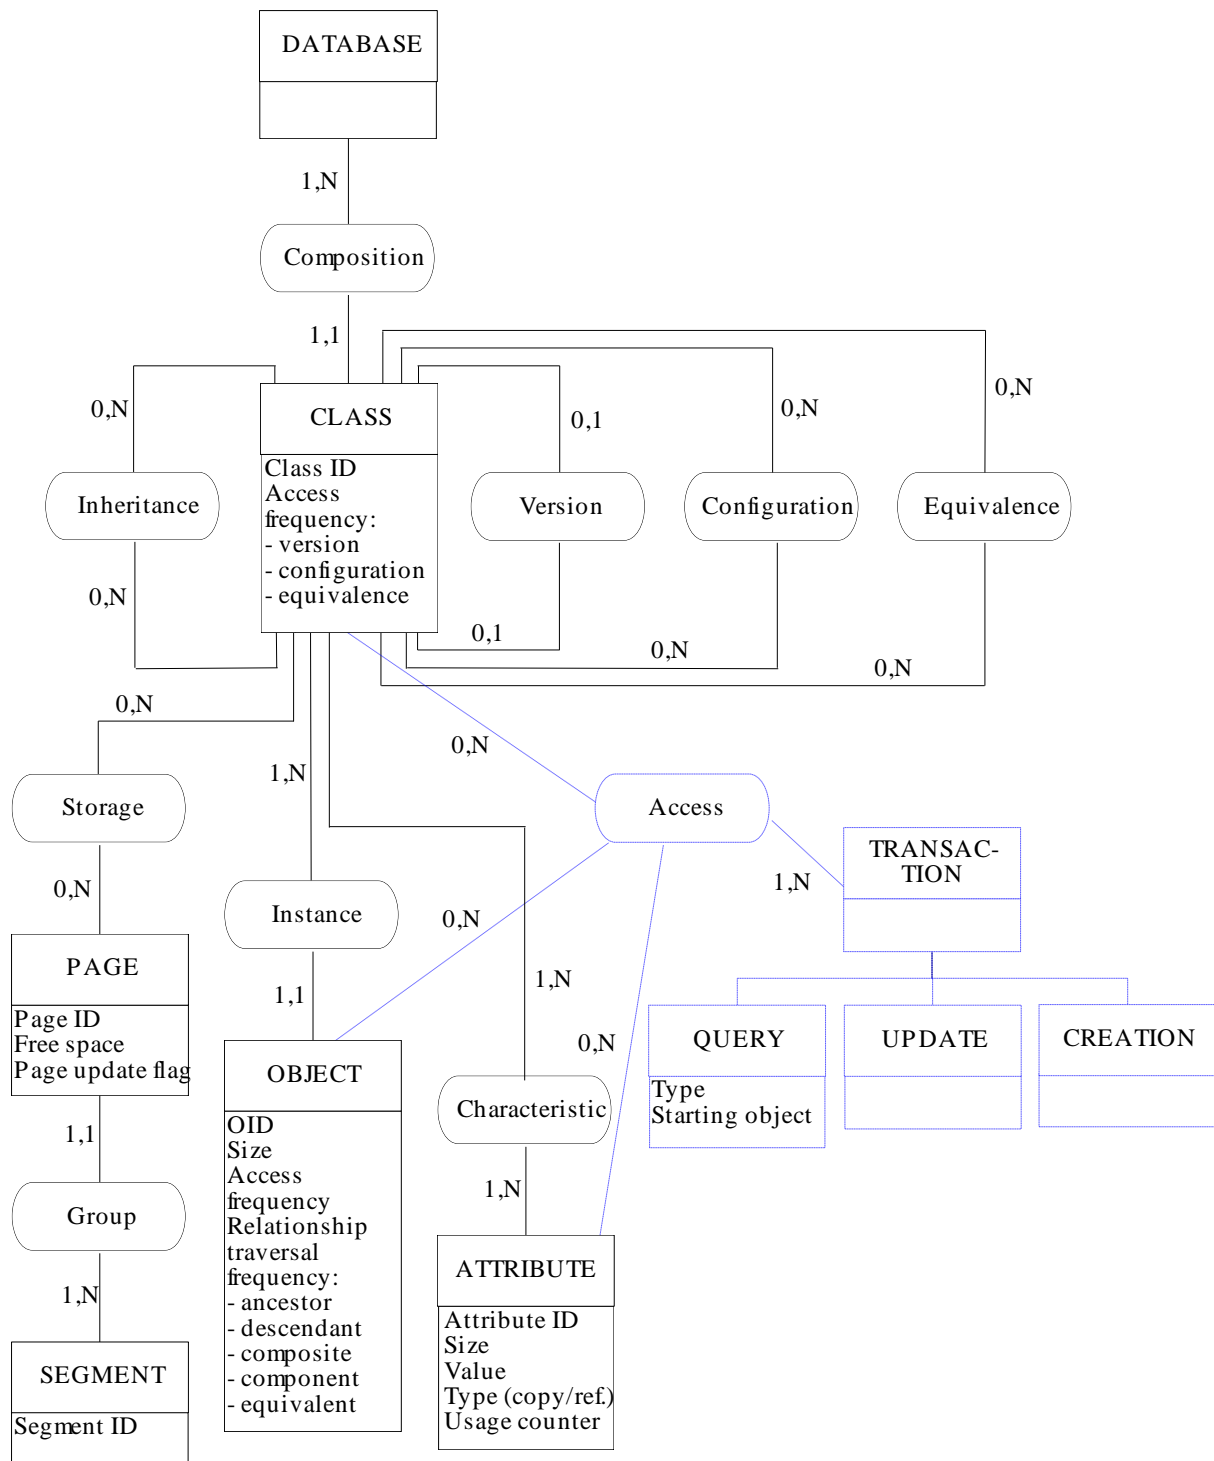 DATABASE
1,N
Composition
1,1
0,N
0,1
0,N
0,N
CLASS
Class ID
Access
frequency:
- version
- configuration
- equivalence
Inheritance
Version
Configuration
Equivalence
0,N
0,1
0,N
0,N
0,N
0,N
1,N
Storage
Access
TRANSAC-
TION
1,N
0,N
Instance
0,N
PAGE
Page ID
Free space
Page update flag
1,1
1,N
0,N
QUERY
Type
Starting object
UPDATE
CREATION
OBJECT
OID
Size
Access
frequency
Relationship
traversal
frequency:
- ancestor
- descendant
- composite
- component
- equivalent
Characteristic
1,1
1,N
Group
1,N
ATTRIBUTE
Attribute ID
Size
Value
Type (copy/ref.)
Usage counter
SEGMENT
Segment ID